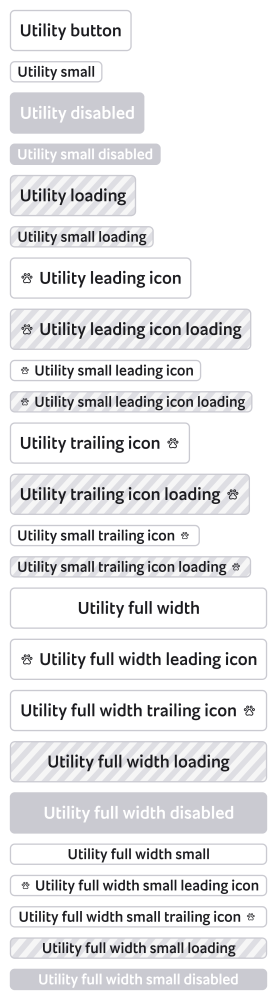 Utility button
Utility small
Utility disabled
Utility small disabled
Utility loading
Utility small loading
Utility leading icon
Utility leading icon loading
Utility small leading icon
Utility small leading icon loading
Utility trailing icon
Utility trailing icon loading
Utility small trailing icon
Utility small trailing icon loading
Utility full width
Utility full width leading icon
Utility full width trailing icon
Utility full width loading
Utility full width disabled
Utility full width small
Utility full width small leading icon
Utility full width small trailing icon
Utility full width small loading
Utility full width small disabled